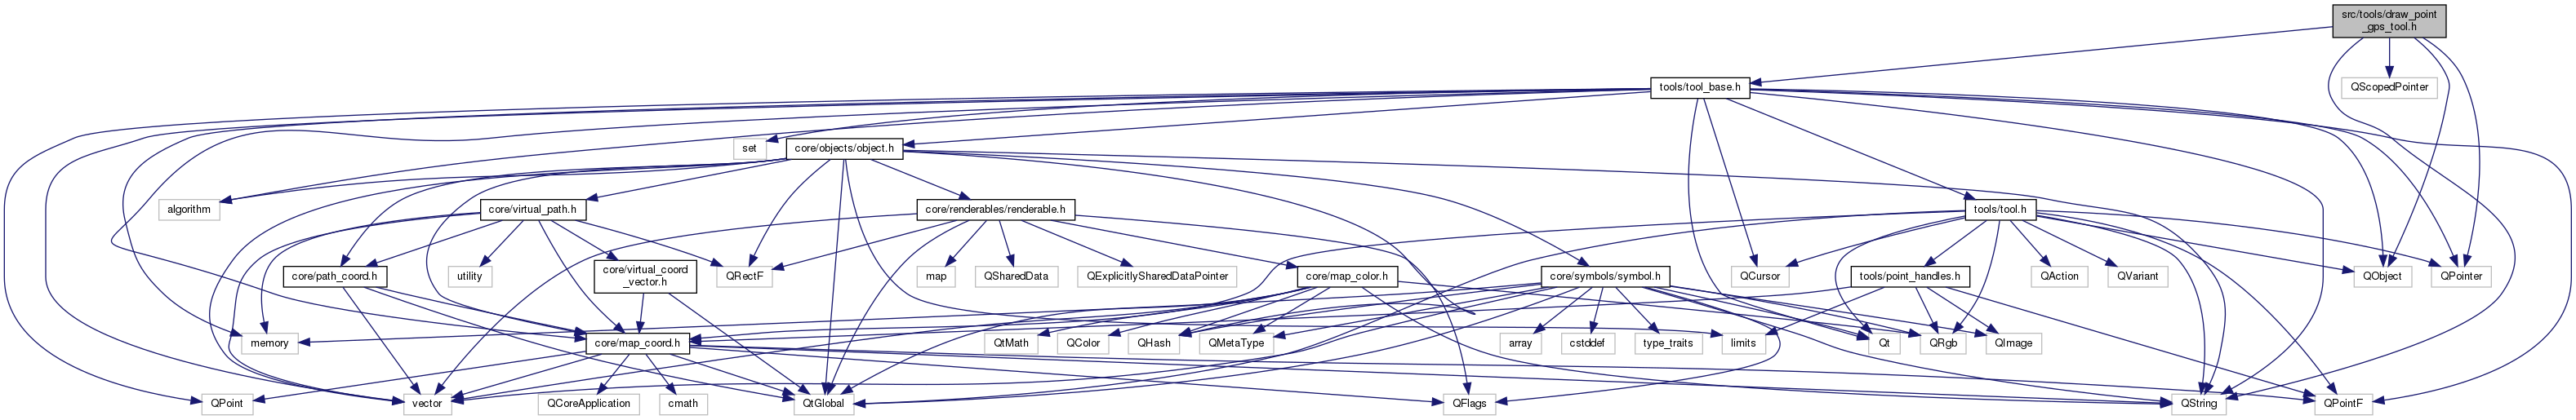 src/tools/draw_point
_gps_tool.h
tools/tool_base.h
QScopedPointer
set
core/objects/object.h
algorithm
core/virtual_path.h
core/renderables/renderable.h
tools/tool.h
core/path_coord.h
utility
core/virtual_coord
_vector.h
QRectF
map
QSharedData
QExplicitlySharedDataPointer
core/map_color.h
core/symbols/symbol.h
QCursor
tools/point_handles.h
QAction
QVariant
QObject
QPointer
memory
core/map_coord.h
QtMath
QColor
QHash
QMetaType
array
cstddef
type_traits
limits
Qt
QRgb
QImage
QPoint
vector
QCoreApplication
cmath
QtGlobal
QFlags
QString
QPointF